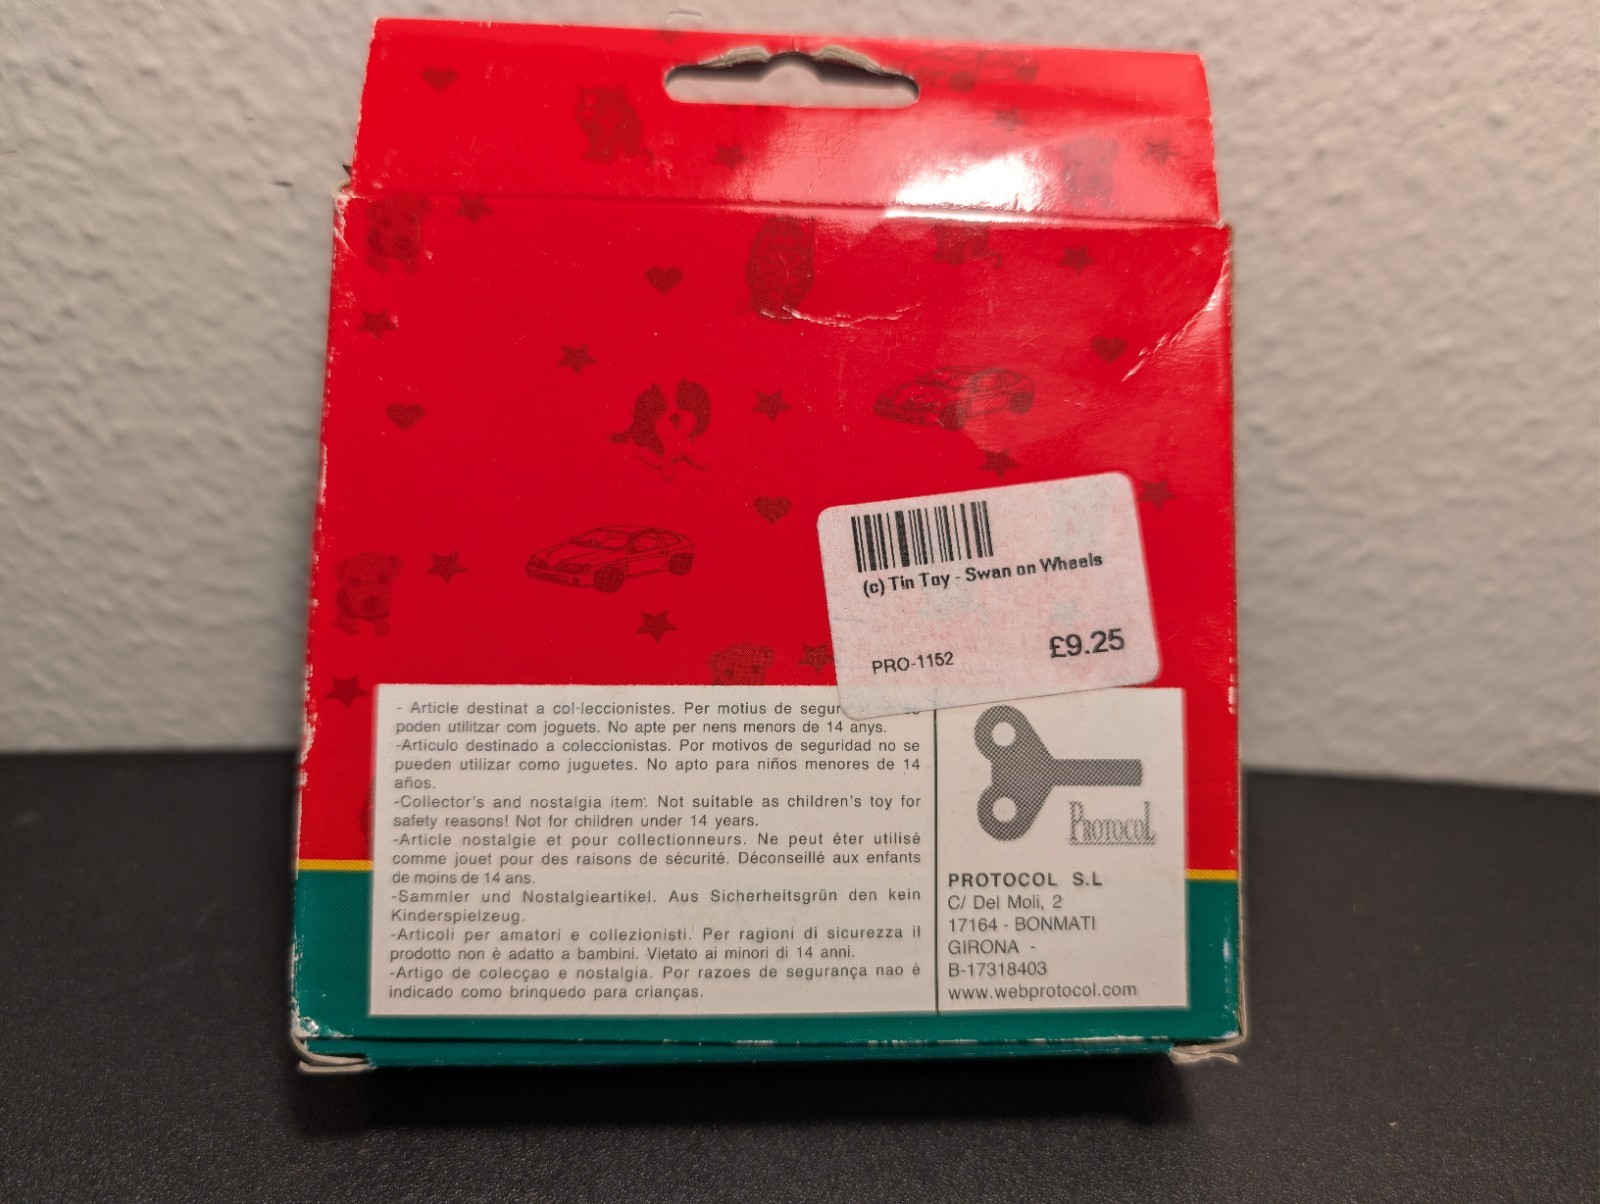 (c) Tin Toy - Swan on Wheels
PRO-1152 £9.25
- Article destinat a col·leccionistes. Per motius de segur
poden utilitzar com joguets. No apte per nens menors de 14 anys.
-Articulo destinado a coleccionistas. Por motivos de seguridad no se
pueden utilizar como juguetes. No apto para niños menores de 14
años.
-Collector's and nostalgia item. Not suitable as children's toy for
safety reasons! Not for children under 14 years.
-Article nostalgie et pour collectionneurs. Ne peut éter utilisé
comme jouet pour des raisons de sécurité. Déconseillé aux enfants
de moins de 14 ans.
-Sammler und Nostalgieartikel. Aus Sicherheitsgrün den kein
Kinderspielzeug.
-Articoli per amatori e collezionisti. Per ragioni di sicurezza il
prodotto non è adatto a bambini. Vietato ai minori di 14 anni.
-Artigo de colecçao e nostalgia. Por razoes de segurança nao é
indicado como brinquedo para crianças.
PROTOCOL
PROTOCOL S.L
C/ Del Moli, 2
17164 - BONMATI
GIRONA -
B-17318403
www.webprotocol.com